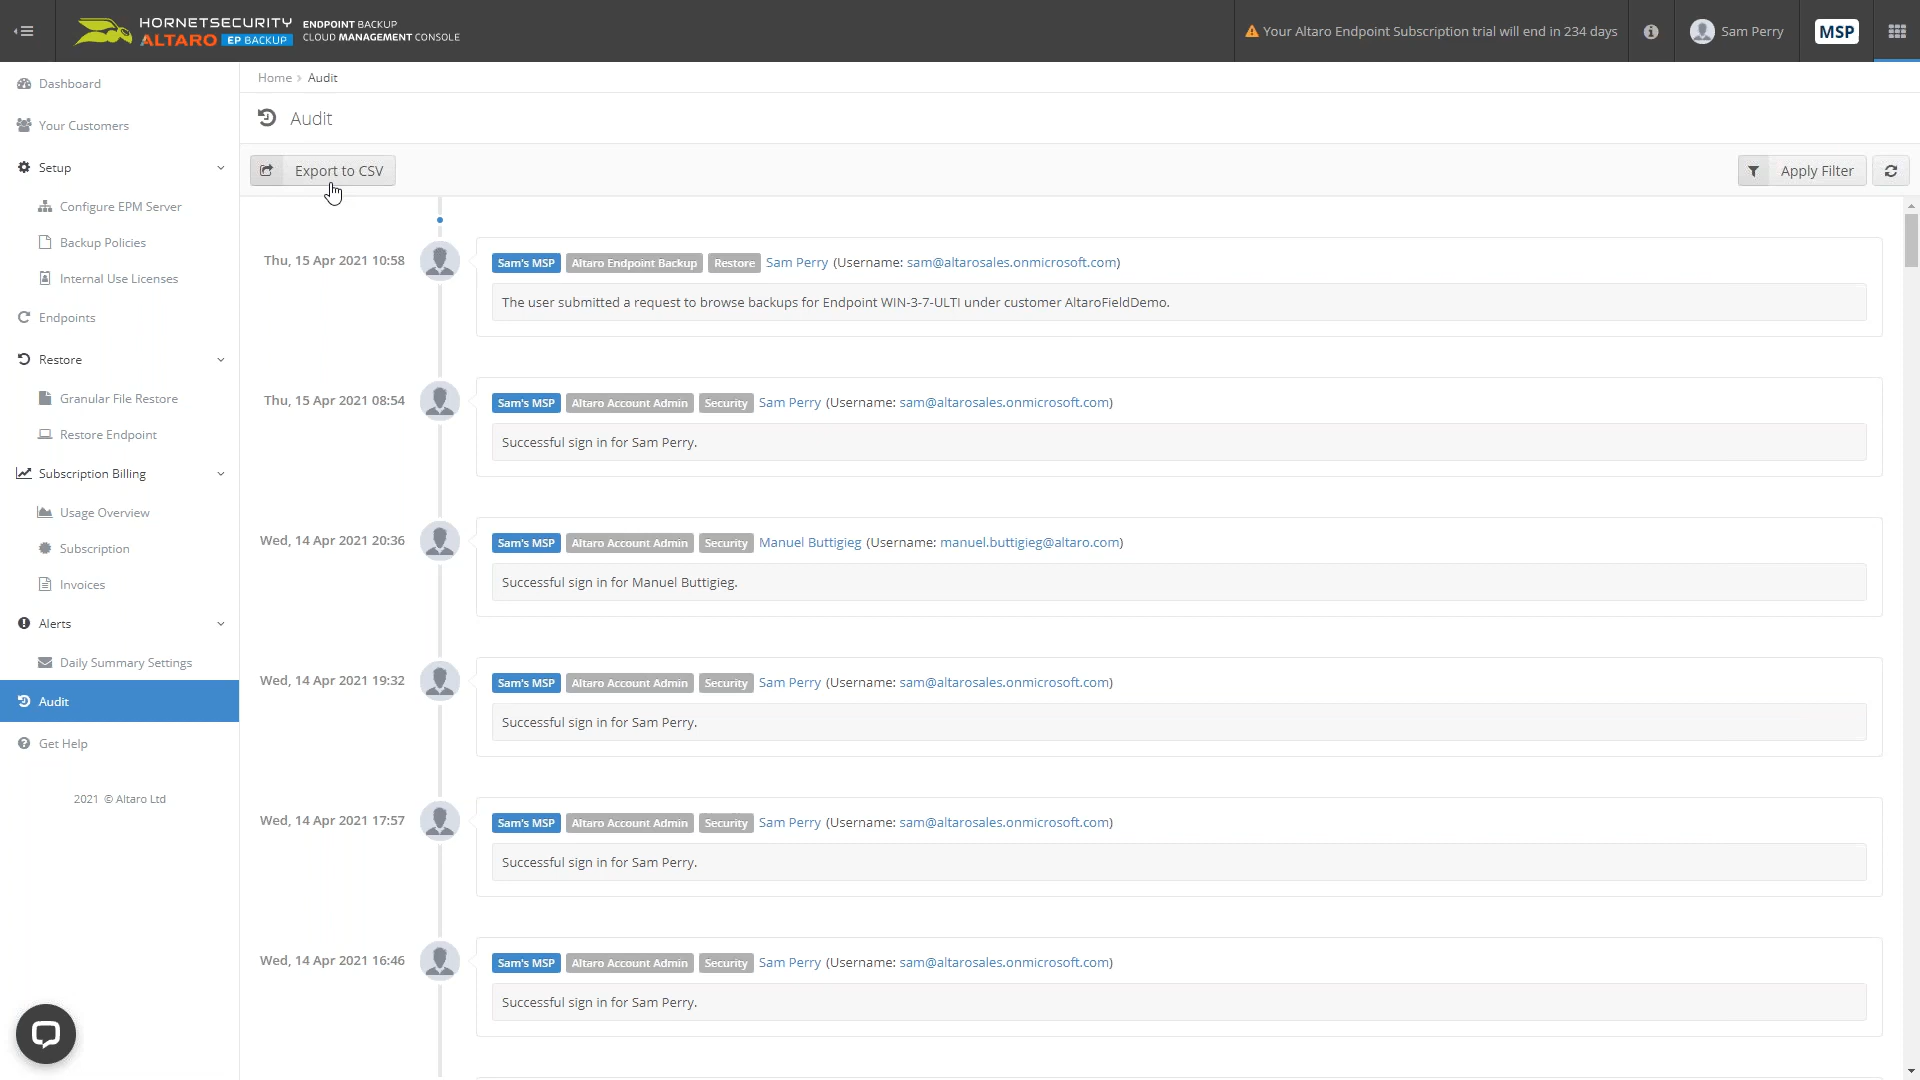 HORNETSECURITY
ALTARO EP BACKUP
ENDPOINT BACKUP
CLOUD MANAGEMENT CONSOLE
Your Altaro Endpoint Subscription trial will end in 234 days
Sam Perry
MSP
Dashboard
Your Customers
Setup
Configure EPM Server
Backup Policies
Internal Use Licenses
Endpoints
Restore
Granular File Restore
Restore Endpoint
Subscription Billing
Usage Overview
Subscription
Invoices
Alerts
Daily Summary Settings
Audit
Get Help
2021 © Altaro Ltd
Home › Audit
Audit
Export to CSV
Apply Filter
Thu, 15 Apr 2021 10:58
Sam's MSP Altaro Endpoint Backup Restore Sam Perry (Username: sam@altarosales.onmicrosoft.com)
The user submitted a request to browse backups for Endpoint WIN-3-7-ULTI under customer AltaroFieldDemo.
Thu, 15 Apr 2021 08:54
Sam's MSP Altaro Account Admin Security Sam Perry (Username: sam@altarosales.onmicrosoft.com)
Successful sign in for Sam Perry.
Wed, 14 Apr 2021 20:36
Sam's MSP Altaro Account Admin Security Manuel Buttigieg (Username: manuel.buttigieg@altaro.com)
Successful sign in for Manuel Buttigieg.
Wed, 14 Apr 2021 19:32
Sam's MSP Altaro Account Admin Security Sam Perry (Username: sam@altarosales.onmicrosoft.com)
Successful sign in for Sam Perry.
Wed, 14 Apr 2021 17:57
Sam's MSP Altaro Account Admin Security Sam Perry (Username: sam@altarosales.onmicrosoft.com)
Successful sign in for Sam Perry.
Wed, 14 Apr 2021 16:46
Sam's MSP Altaro Account Admin Security Sam Perry (Username: sam@altarosales.onmicrosoft.com)
Successful sign in for Sam Perry.